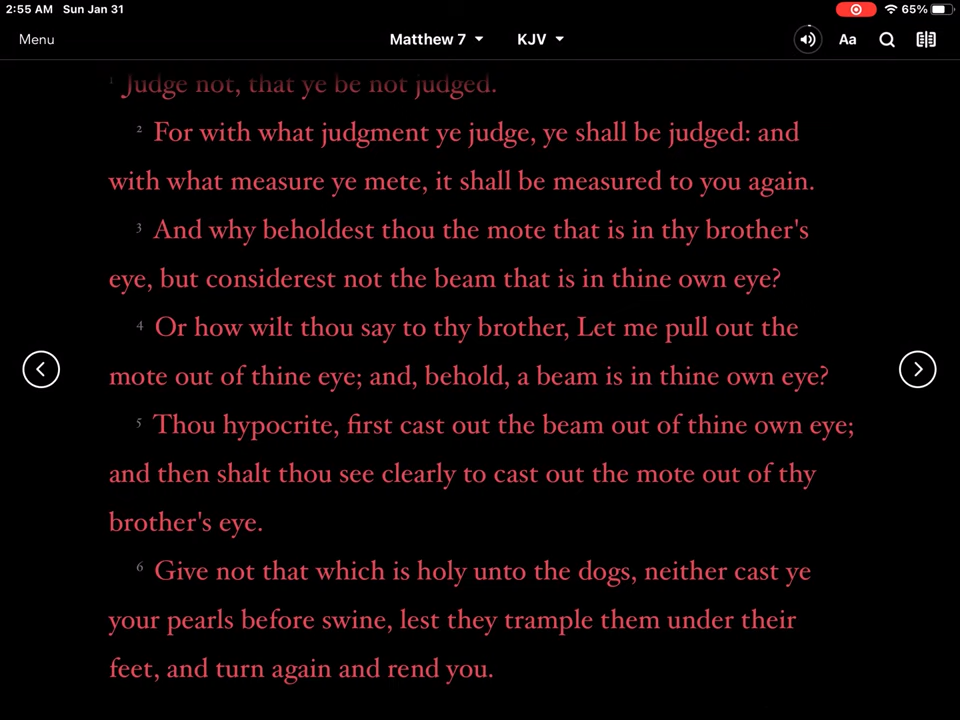 2:55 AM Sun Jan 31 65%
Menu Matthew 7 KJV Aa
1 Judge not, that ye be not judged.
2 For with what judgment ye judge, ye shall be judged: and
with what measure ye mete, it shall be measured to you again.
3 And why beholdest thou the mote that is in thy brother's
eye, but considerest not the beam that is in thine own eye?
4 Or how wilt thou say to thy brother, Let me pull out the
mote out of thine eye; and, behold, a beam is in thine own eye?
5 Thou hypocrite, first cast out the beam out of thine own eye;
and then shalt thou see clearly to cast out the mote out of thy
brother's eye.
6 Give not that which is holy unto the dogs, neither cast ye
your pearls before swine, lest they trample them under their
feet, and turn again and rend you.